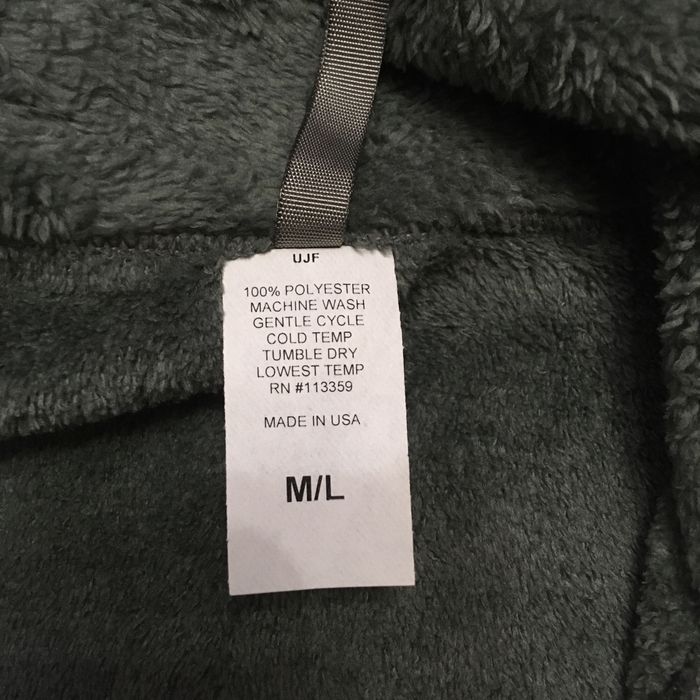 UJF
100% POLYESTER
MACHINE WASH
GENTLE CYCLE
COLD TEMP
TUMBLE DRY
LOWEST TEMP
RN #113359
MADE IN USA
M/L